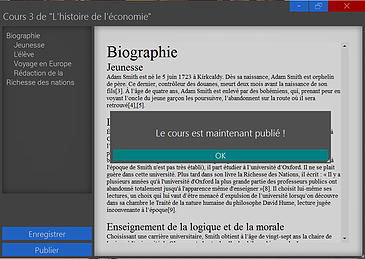 Cours 3 de "L'histoire de l'économie"
Biographie
Jeunesse
L'élève
Voyage en Europe
Rédaction de la
Richesse des nations
Enregistrer
Publier
Biographie
Jeunesse
Adam Smith est né le 5 juin 1723 à Kirkcaldy. Dès sa naissance, Adam Smith est orphelin
de père. Ce dernier, contrôleur des douanes, meurt deux mois avant la naissance de son
fils[3]. À l'âge de quatre ans, Adam Smith est enlevé par des bohémiens, qui, prenant peur en
voyant l'oncle du jeune garçon les poursuivre, l'abandonnent sur la route où il sera
retrouvé[4],[5].
Le cours est maintenant publié !
OK
l'époque de Smith n'est pas très établi), il part étudier à l'université d'Oxford. Il ne se plaît
guère dans cette université. Plus tard dans son livre la Richesse des Nations, il écrit : « Il y a
plusieurs années qu'à l'université d'Oxford la plus grande partie des professeurs publics ont
abandonné totalement jusqu'à l'apparence même d'enseigner »[8]. Il choisit lui-même ses
lectures, un choix qui lui vaut d'être menacé d'expulsion de l'université lorsqu'on découvre
dans sa chambre le Traité de la nature humaine du philosophe David Hume, lecture jugée
inconvenante à l'époque[9].
Enseignement de la logique et de la morale
Choisissant une carrière universitaire, Smith obtient à l'âge de vingt-sept ans la chaire de